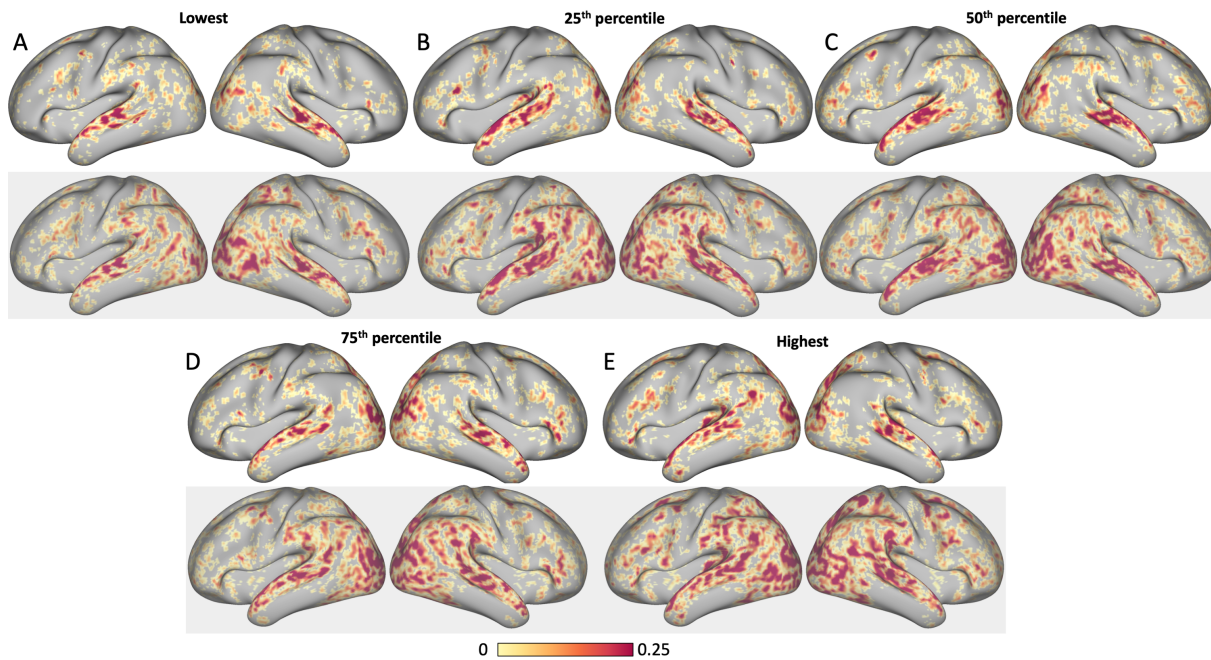 Lowest
25th percentile
50th percentile
A
B
C
75th percentile
Highest
D
E
0
0.25